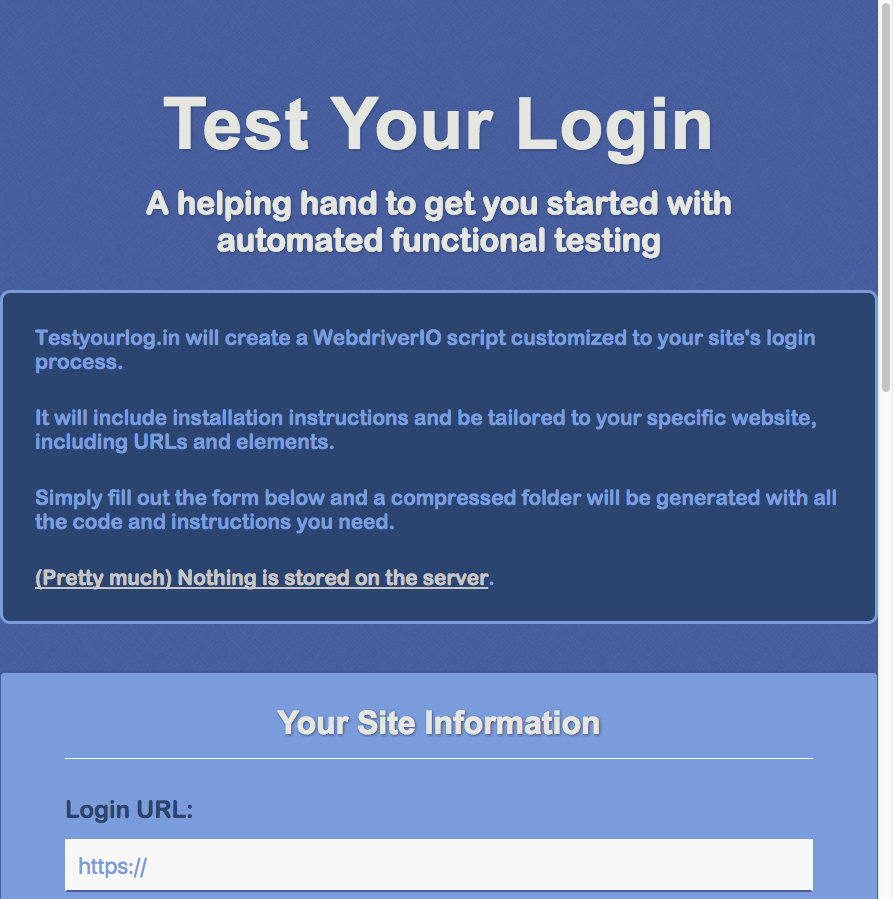 Test Your Login
A helping hand to get you started with
automated functional testing
Testyourlog.in will create a WebdriverIO script customized to your site's login
process.
It will include installation instructions and be tailored to your specific website,
including URLs and elements.
Simply fill out the form below and a compressed folder will be generated with all
the code and instructions you need.
(Pretty much) Nothing is stored on the server.
Your Site Information
Login URL:
https://